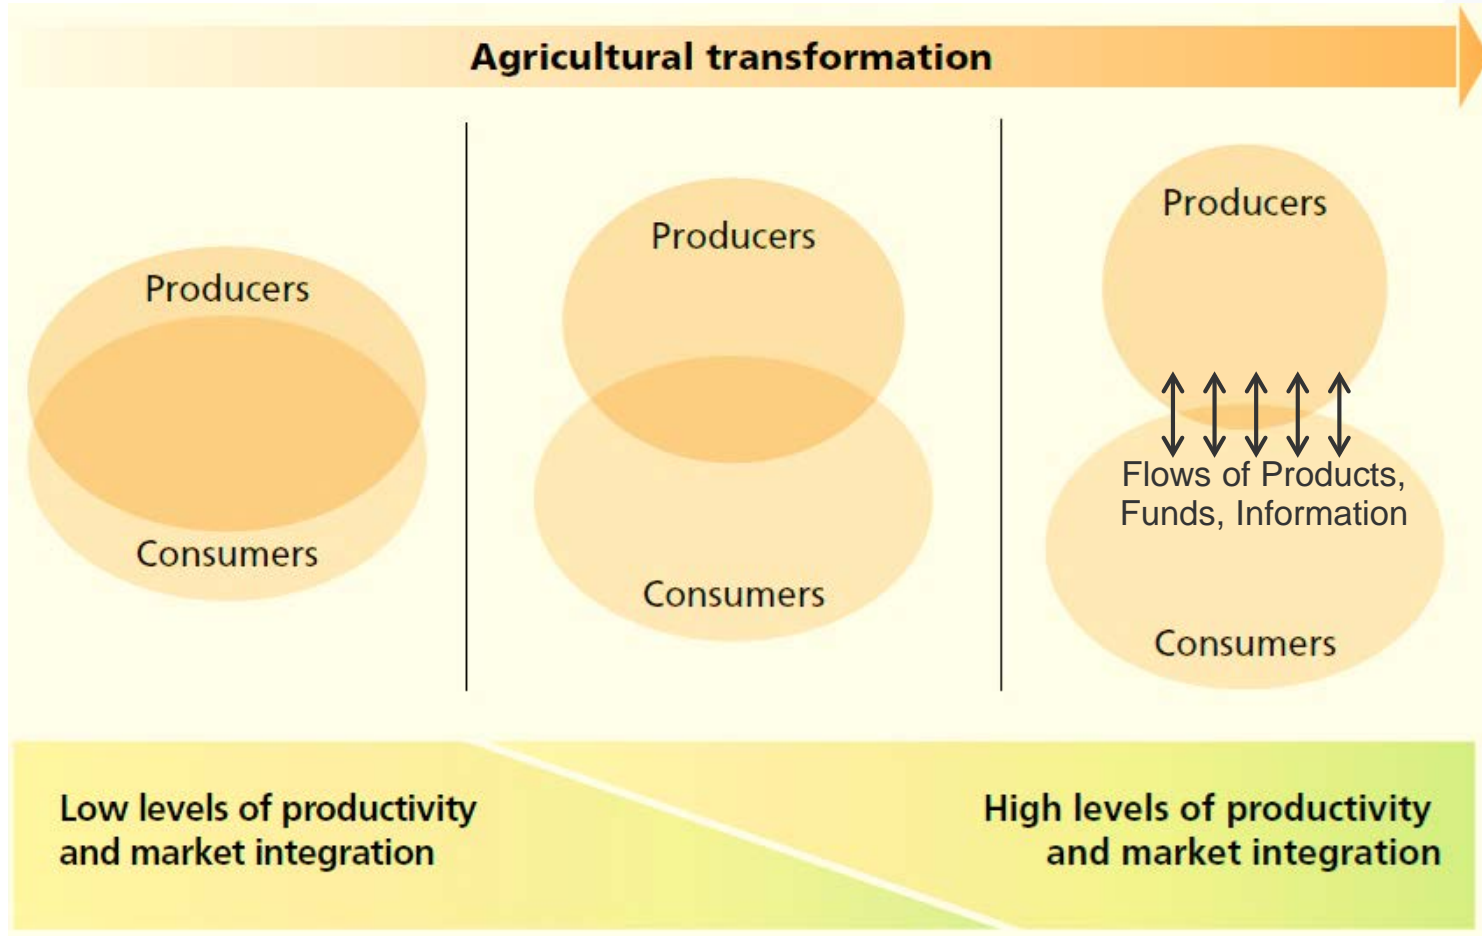 Agricultural transformation
Producers
Consumers
Producers
Consumers
Producers
Flows of Products,
Funds, Information
Consumers
Low levels of productivity
and market integration
High levels of productivity
and market integration